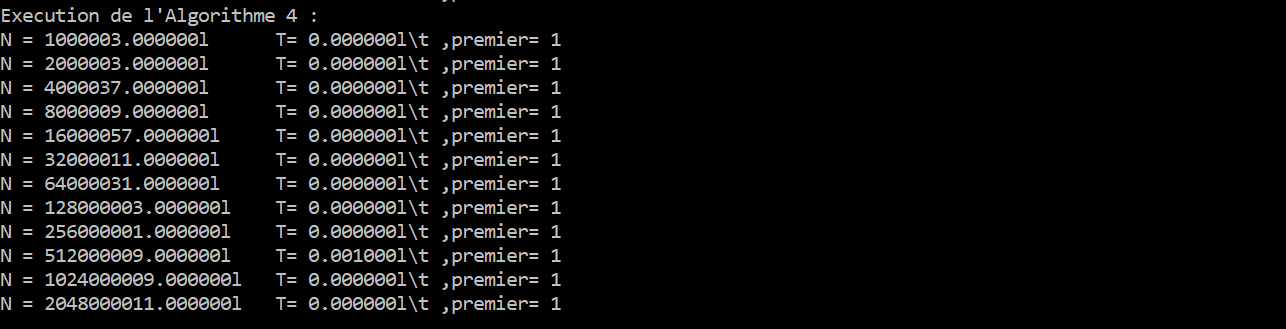 Execution de l'Algorithme 4 :
N = 1000003.000000l T= 0.000000l\t ,premier= 1
N = 2000003.000000l T= 0.000000l\t ,premier= 1
N = 4000037.000000l T= 0.000000l\t ,premier= 1
N = 8000009.000000l T= 0.000000l\t ,premier= 1
N = 16000057.000000l T= 0.000000l\t ,premier= 1
N = 32000011.000000l T= 0.000000l\t ,premier= 1
N = 64000031.000000l T= 0.000000l\t ,premier= 1
N = 128000003.000000l T= 0.000000l\t ,premier= 1
N = 256000001.000000l T= 0.000000l\t ,premier= 1
N = 512000009.000000l T= 0.001000l\t ,premier= 1
N = 1024000009.000000l T= 0.000000l\t ,premier= 1
N = 2048000011.000000l T= 0.000000l\t ,premier= 1